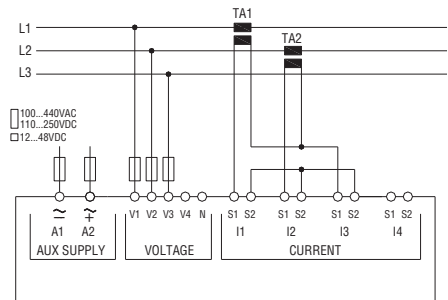 TA1
L1
TA2
L2
L3
100...440VAC
110...250VDC
12...48VDC
V1 V2 V3 V4 N S1 S2 S1 S2 S1 S2 S1 S2
A1 A2 I1 I2 I3 I4
AUX SUPPLY VOLTAGE CURRENT